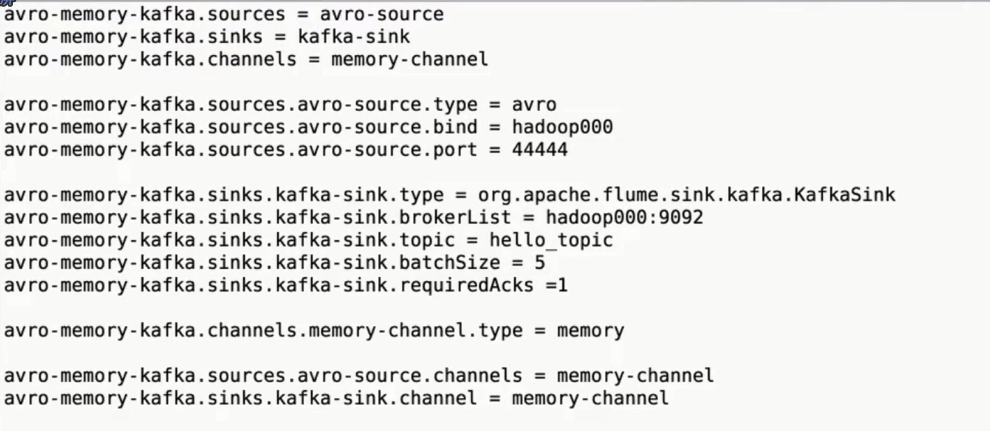 avro-memory-kafka.sources = avro-source
avro-memory-kafka.sinks = kafka-sink
avro-memory-kafka.channels = memory-channel
avro-memory-kafka.sources.avro-source.type = avro
avro-memory-kafka.sources.avro-source.bind = hadoop000
avro-memory-kafka.sources.avro-source.port = 44444
avro-memory-kafka.sinks.kafka-sink.type = org.apache.flume.sink.kafka.KafkaSink
avro-memory-kafka.sinks.kafka-sink.brokerList = hadoop000:9092
avro-memory-kafka.sinks.kafka-sink.topic = hello_topic
avro-memory-kafka.sinks.kafka-sink.batchSize = 5
avro-memory-kafka.sinks.kafka-sink.requiredAcks =1
avro-memory-kafka.channels.memory-channel.type = memory
avro-memory-kafka.sources.avro-source.channels = memory-channel
avro-memory-kafka.sinks.kafka-sink.channel = memory-channel